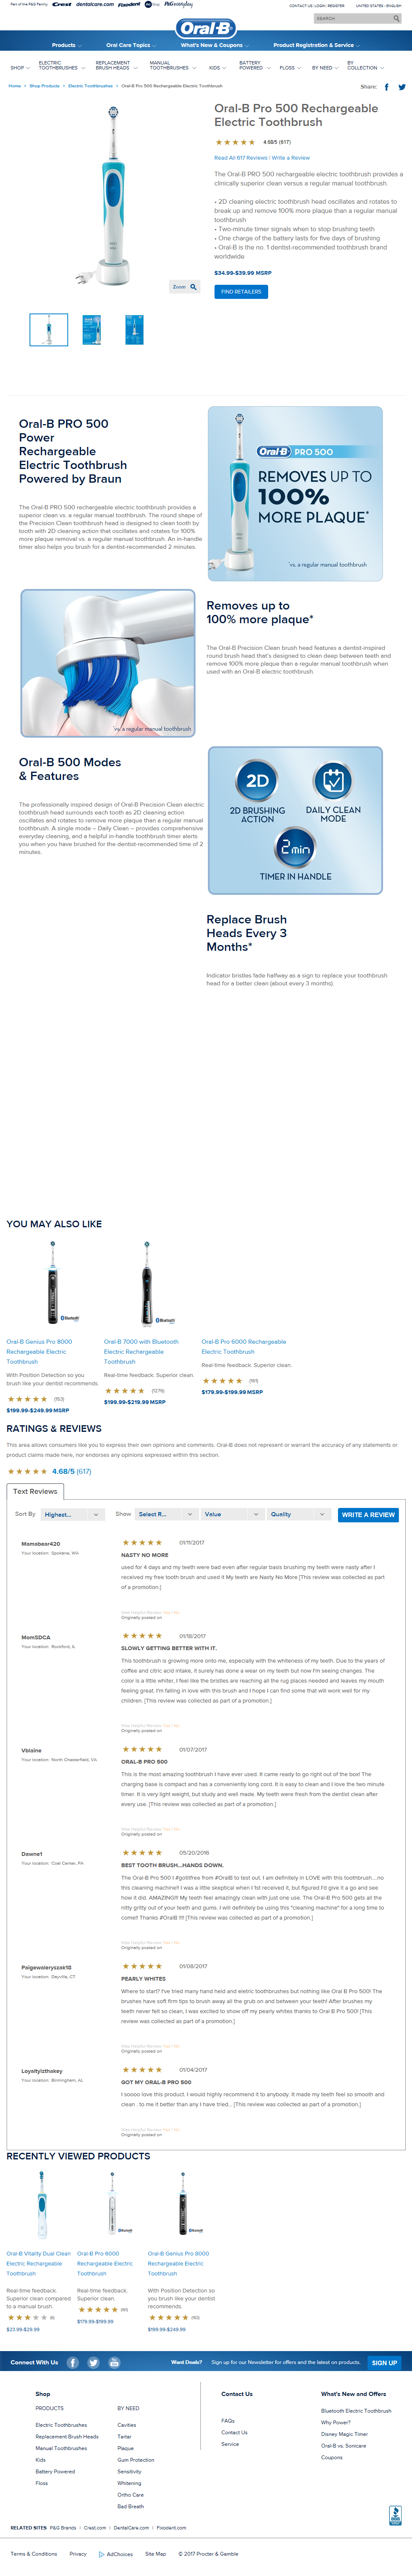 Part of the P&G Family Crest dentalcare.com Fixodent P&G everyday
CONTACT US LOGIN | REGISTER UNITED STATES - ENGLISH
SEARCH
Oral-B
Products Oral Care Topics What's New & Coupons Product Registration & Service
SHOP ELECTRIC TOOTHBRUSHES REPLACEMENT BRUSH HEADS MANUAL TOOTHBRUSHES KIDS BATTERY POWERED FLOSS BY NEED BY COLLECTION
Home > Shop Products > Electric Toothbrushes > Oral-B Pro 500 Rechargeable Electric Toothbrush
Share:
Oral-B Pro 500 Rechargeable
Electric Toothbrush
4.68/5 (617)
Read All 617 Reviews | Write a Review
The Oral-B PRO 500 rechargeable electric toothbrush provides a
clinically superior clean versus a regular manual toothbrush.
• 2D cleaning electric toothbrush head oscillates and rotates to
break up and remove 100% more plaque than a regular manual
toothbrush
• Two-minute timer signals when to stop brushing teeth
• One charge of the battery lasts for five days of brushing
• Oral-B is the no. 1 dentist-recommended toothbrush brand
worldwide
$34.99-$39.99 MSRP
Zoom
FIND RETAILERS
Oral-B PRO 500
Power
Rechargeable
Electric Toothbrush
Powered by Braun
The Oral-B PRO 500 rechargeable electric toothbrush provides a
superior clean vs. a regular manual toothbrush. The round shape of
the Precision Clean toothbrush head is designed to clean tooth by
tooth with 2D cleaning action that oscillates and rotates for 100%
more plaque removal vs. a regular manual toothbrush. An in-handle
timer also helps you brush for a dentist-recommended 2 minutes.
Oral-B PRO 500
REMOVES UP TO
100%
MORE PLAQUE*
*vs. a regular manual toothbrush
*vs. a regular manual toothbrush
Removes up to
100% more plaque*
The Oral-B Precision Clean brush head features a dentist-inspired
round brush head that's designed to clean deep between teeth and
remove 100% more plaque than a regular manual toothbrush when
used with an Oral-B electric toothbrush.
Oral-B 500 Modes
& Features
The professionally inspired design of Oral-B Precision Clean electric
toothbrush head surrounds each tooth as 2D cleaning action
oscillates and rotates to remove more plaque than a regular manual
toothbrush. A single mode – Daily Clean – provides comprehensive
everyday cleaning, and a helpful in-handle toothbrush timer alerts
you when you have brushed for the dentist-recommended time of 2
minutes.
2D
2D BRUSHING
ACTION
DAILY CLEAN
MODE
2min
TIMER IN HANDLE
Replace Brush
Heads Every 3
Months*
Indicator bristles fade halfway as a sign to replace your toothbrush
head for a better clean (about every 3 months).
YOU MAY ALSO LIKE
Bluetooth
Bluetooth
Oral-B Genius Pro 8000
Rechargeable Electric
Toothbrush
With Position Detection so you
brush like your dentist recommends.
(153)
$199.99-$249.99 MSRP
Oral-B 7000 with Bluetooth
Electric Rechargeable
Toothbrush
Real-time feedback. Superior clean.
(1276)
$199.99-$219.99 MSRP
Oral-B Pro 6000 Rechargeable
Electric Toothbrush
Real-time feedback. Superior clean.
(191)
$179.99-$199.99 MSRP
RATINGS & REVIEWS
This area allows consumers like you to express their own opinions and comments. Oral-B does not represent or warrant the accuracy of any statements or
product claims made here, nor endorses any opinions expressed within this section.
4.68/5 (617)
Text Reviews
Sort By Highest... Show Select R... Value Quality WRITE A REVIEW
Mamabear420
Your location: Spokane, WA
01/11/2017
NASTY NO MORE
used for 4 days and my teeth were bad even after regular basis brushing my teeth were nasty after I
received my free tooth brush and used it My teeth are Nasty No More [This review was collected as part
of a promotion.]
Was Helpful Review Yes | No
Originally posted on
MomSDCA
Your location: Rockford, IL
01/18/2017
SLOWLY GETTING BETTER WITH IT.
This toothbrush is growing more onto me, especially with the whiteness of my teeth. Due to the years of
coffee and citric acid intake, it surely has done a wear on my teeth but now I'm seeing changes. The
color is a little whiter, I feel like the bristles are reaching at the rug places needed and leaves my mouth
feeling great. I'm falling in love with this brush and I hope I can find some that will work well for my
children. [This review was collected as part of a promotion.]
Was Helpful Review Yes | No
Originally posted on
Vblaine
Your location: North Chesterfield, VA
01/07/2017
ORAL-B PRO 500
This is the most amazing toothbrush I have ever used. It came ready to go right out of the box! The
charging base is compact and has a conveniently long cord. It is easy to clean and I love the two minute
timer. It is very light weight, but study and well made. My teeth were fresh from the dentist clean after
every use. [This review was collected as part of a promotion.]
Was Helpful Review Yes | No
Originally posted on
Dawne1
Your location: Coal Center, PA
05/20/2016
BEST TOOTH BRUSH...HANDS DOWN.
The Oral-B Pro 500 I #gotitfree from #OralB to test out. I am definitely in LOVE with this toothbrush....no
this cleaning machine!! I was a little skeptical when I 1st received it, but figured I'd give it a go and see
how it did. AMAZING!!! My teeth feel amazingly clean with just one use. The Oral-B Pro 500 gets all the
nitty gritty out of your teeth and gums. I will definitely be using this "cleaning machine" for a long time to
come!! Thanks #OralB !!!! [This review was collected as part of a promotion.]
Was Helpful Review Yes | No
Originally posted on
Paigewaleryszak18
Your location: Dayville, CT
01/08/2017
PEARLY WHITES
Where to start? I've tried many hand held and eletric toothbrushes but nothing like Oral B Pro 500! The
brushes have soft firm tips to brush away all the grub on and between your teeth! After brushes my
teeth never felt so clean, I was excited to show off my pearly whites thanks to Oral B Pro 500! [This
review was collected as part of a promotion.]
Was Helpful Review Yes | No
Originally posted on
Loyaltyizthakey
Your location: Birmingham, AL
01/04/2017
GOT MY ORAL-B PRO 500
I soooo love this product. I would highly recommend it to anybody. It made my teeth feel so smooth and
clean . to me it better than any I have tried. . [This review was collected as part of a promotion.]
Was Helpful Review Yes | No
Originally posted on
RECENTLY VIEWED PRODUCTS
Bluetooth
Bluetooth
Oral-B Vitality Dual Clean
Electric Rechargeable
Toothbrush
Real-time feedback.
Superior clean compared
to a manual brush.
(6)
$23.99-$29.99
Oral-B Pro 6000
Rechargeable Electric
Toothbrush
Real-time feedback.
Superior clean.
(191)
$179.99-$199.99
Oral-B Genius Pro 8000
Rechargeable Electric
Toothbrush
With Position Detection so
you brush like your dentist
recommends.
(153)
$199.99-$249.99
Connect With Us Want Deals? Sign up for our Newsletter for offers and the latest on products. SIGN UP
Shop
PRODUCTS
Electric Toothbrushes
Replacement Brush Heads
Manual Toothbrushes
Kids
Battery Powered
Floss
BY NEED
Cavities
Tartar
Plaque
Gum Protection
Sensitivity
Whitening
Ortho Care
Bad Breath
Contact Us
FAQs
Contact Us
Service
What's New and Offers
Bluetooth Electric Toothbrush
Why Power?
Disney Magic Timer
Oral-B vs. Sonicare
Coupons
RELATED SITES P&G Brands | Crest.com | DentalCare.com | Fixodent.com
Terms & Conditions Privacy AdChoices Site Map © 2017 Procter & Gamble